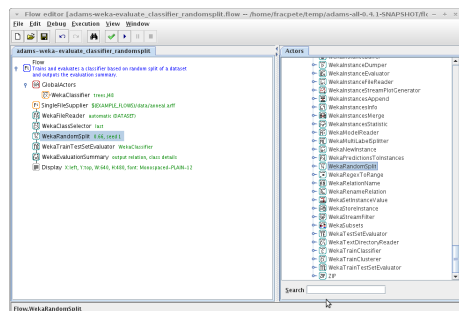 Flow editor [adams-weka-evaluate_classifier_randomsplit.flow -- /home/fracpete/temp/adams-all-0.4.1-SNAPSHOT/fl
File Edit Debug Execution View Window
adams-weka-evaluate_classifier_randomsplit
Flow
Trains and evaluates a classifier based on random split of a dataset
and outputs the evaluation summary.
GlobalActors
WekaClassifier trees.J48
SingleFileSupplier ${EXAMPLE_FLOWS}/data/anneal.arff
WekaFileReader automatic (DATASET)
WekaClassSelector last
WekaRandomSplit 0.66, seed 1
WekaTrainTestSetEvaluator WekaClassifier
WekaEvaluationSummary output relation, class details
Display X:left, Y:top, W:640, H:480, font: Monospaced-PLAIN-12
Actors
WekaInstanceDumper
WekaInstanceEvaluator
WekaInstanceFileReader
WekaInstanceStreamPlotGenerator
WekaInstancesAppend
WekaInstancesInfo
WekaInstancesMerge
WekaInstancesStatistic
WekaModelReader
WekaMultiLabelSplitter
WekaNewInstance
WekaPredictionsToInstances
WekaRandomSplit
WekaRegexToRange
WekaRelationName
WekaRenameRelation
WekaSetInstanceValue
WekaStoreInstance
WekaStreamFilter
WekaSubsets
WekaTestSetEvaluator
WekaTextDirectoryReader
WekaTrainClassifier
WekaTrainClusterer
WekaTrainTestSetEvaluator
ZIP
Search
Flow.WekaRandomSplit